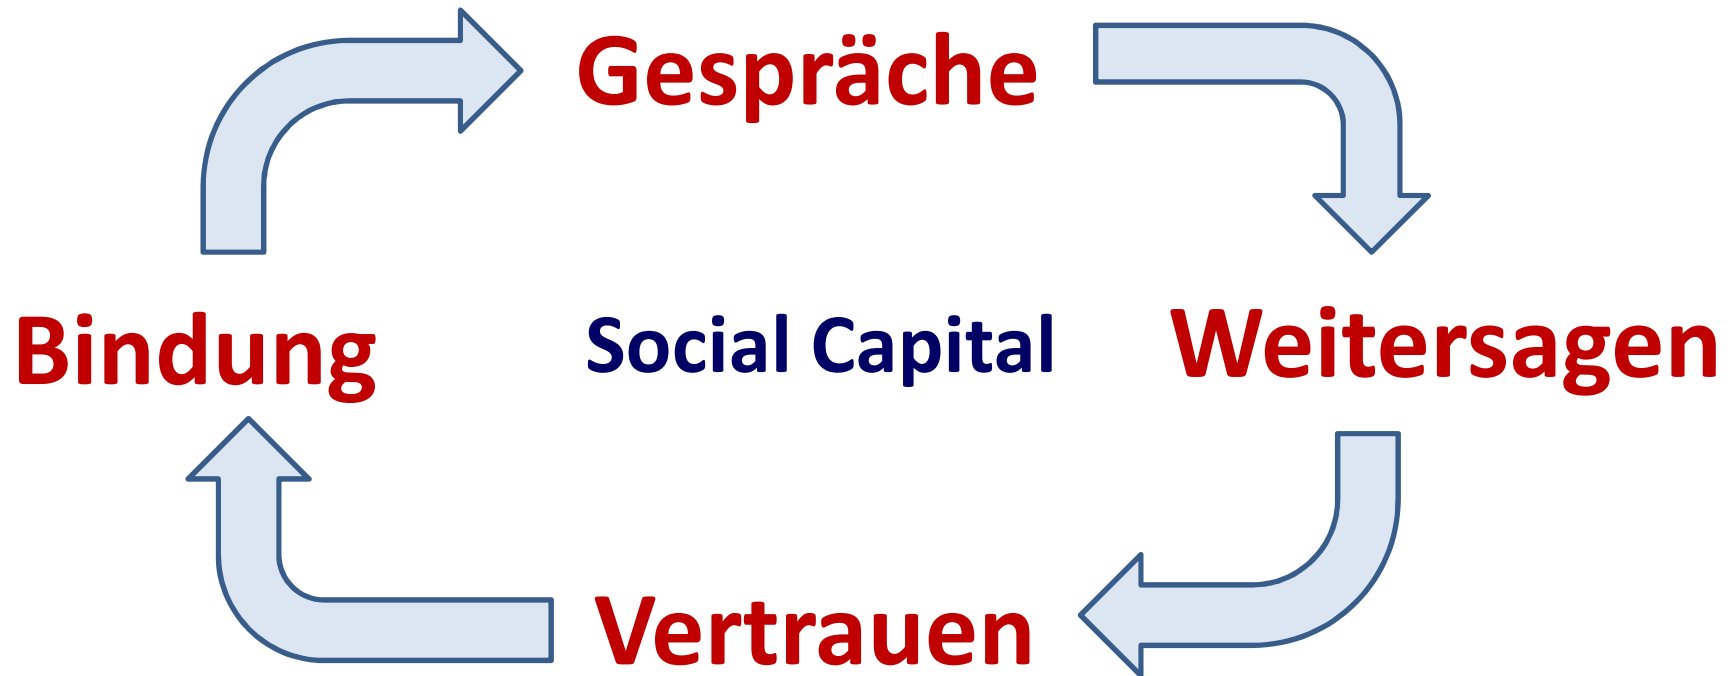 Gespräche
Bindung
Social Capital
Weitersagen
Vertrauen